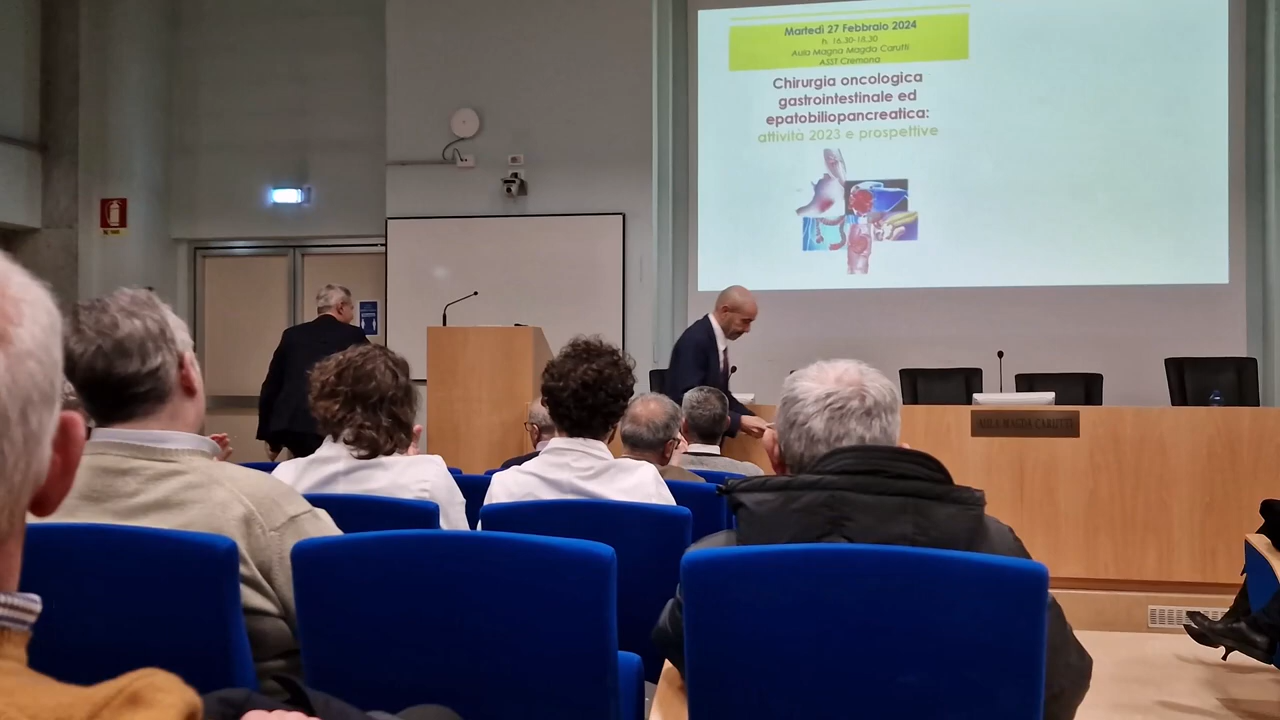 Martedì 27 Febbraio 2024
h. 16,30-18,30
Aula Magna Magda Carutti
ASST Cremona
Chirurgia oncologica
gastrointestinale ed
epatobiliopancreatica:
attività 2023 e prospettive
AULA MAGDA CARUTTI